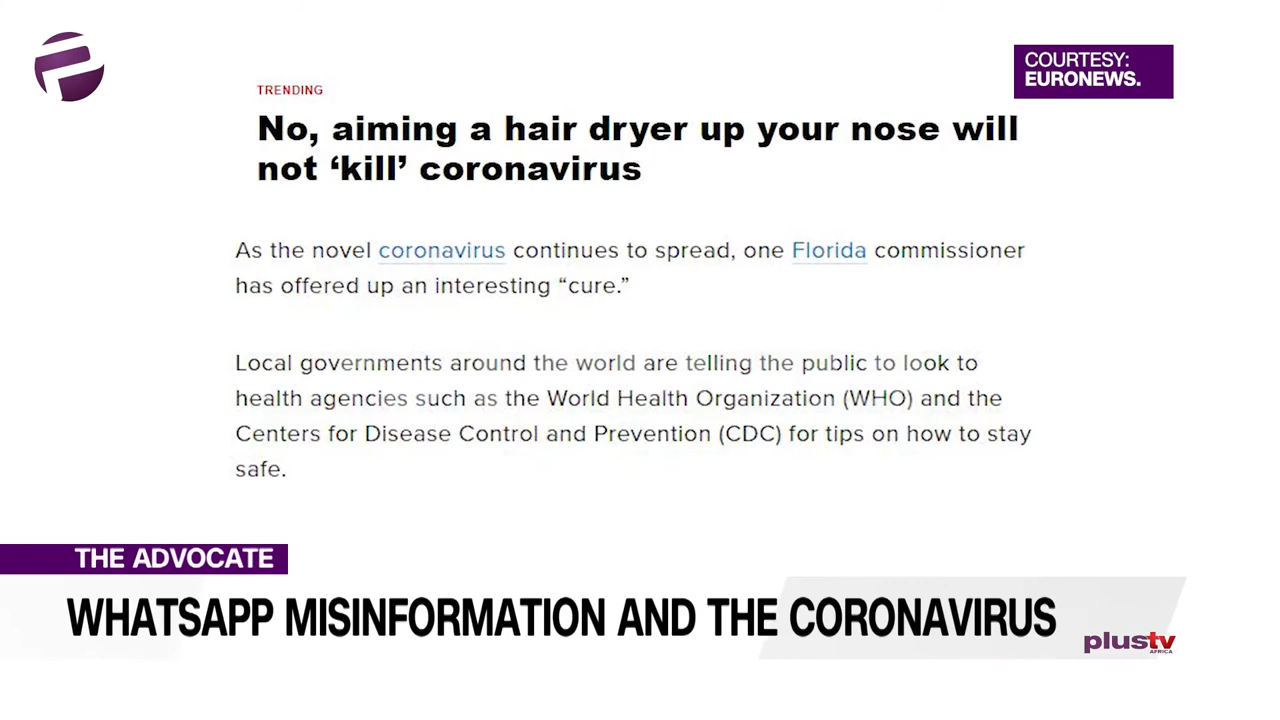 COURTESY:
EURONEWS.
TRENDING
No, aiming a hair dryer up your nose will
not ‘kill’ coronavirus
As the novel coronavirus continues to spread, one Florida commissioner
has offered up an interesting “cure.”
Local governments around the world are telling the public to look to
health agencies such as the World Health Organization (WHO) and the
Centers for Disease Control and Prevention (CDC) for tips on how to stay
safe.
THE ADVOCATE
WHATSAPP MISINFORMATION AND THE CORONAVIRUS
plustv
AFRICA